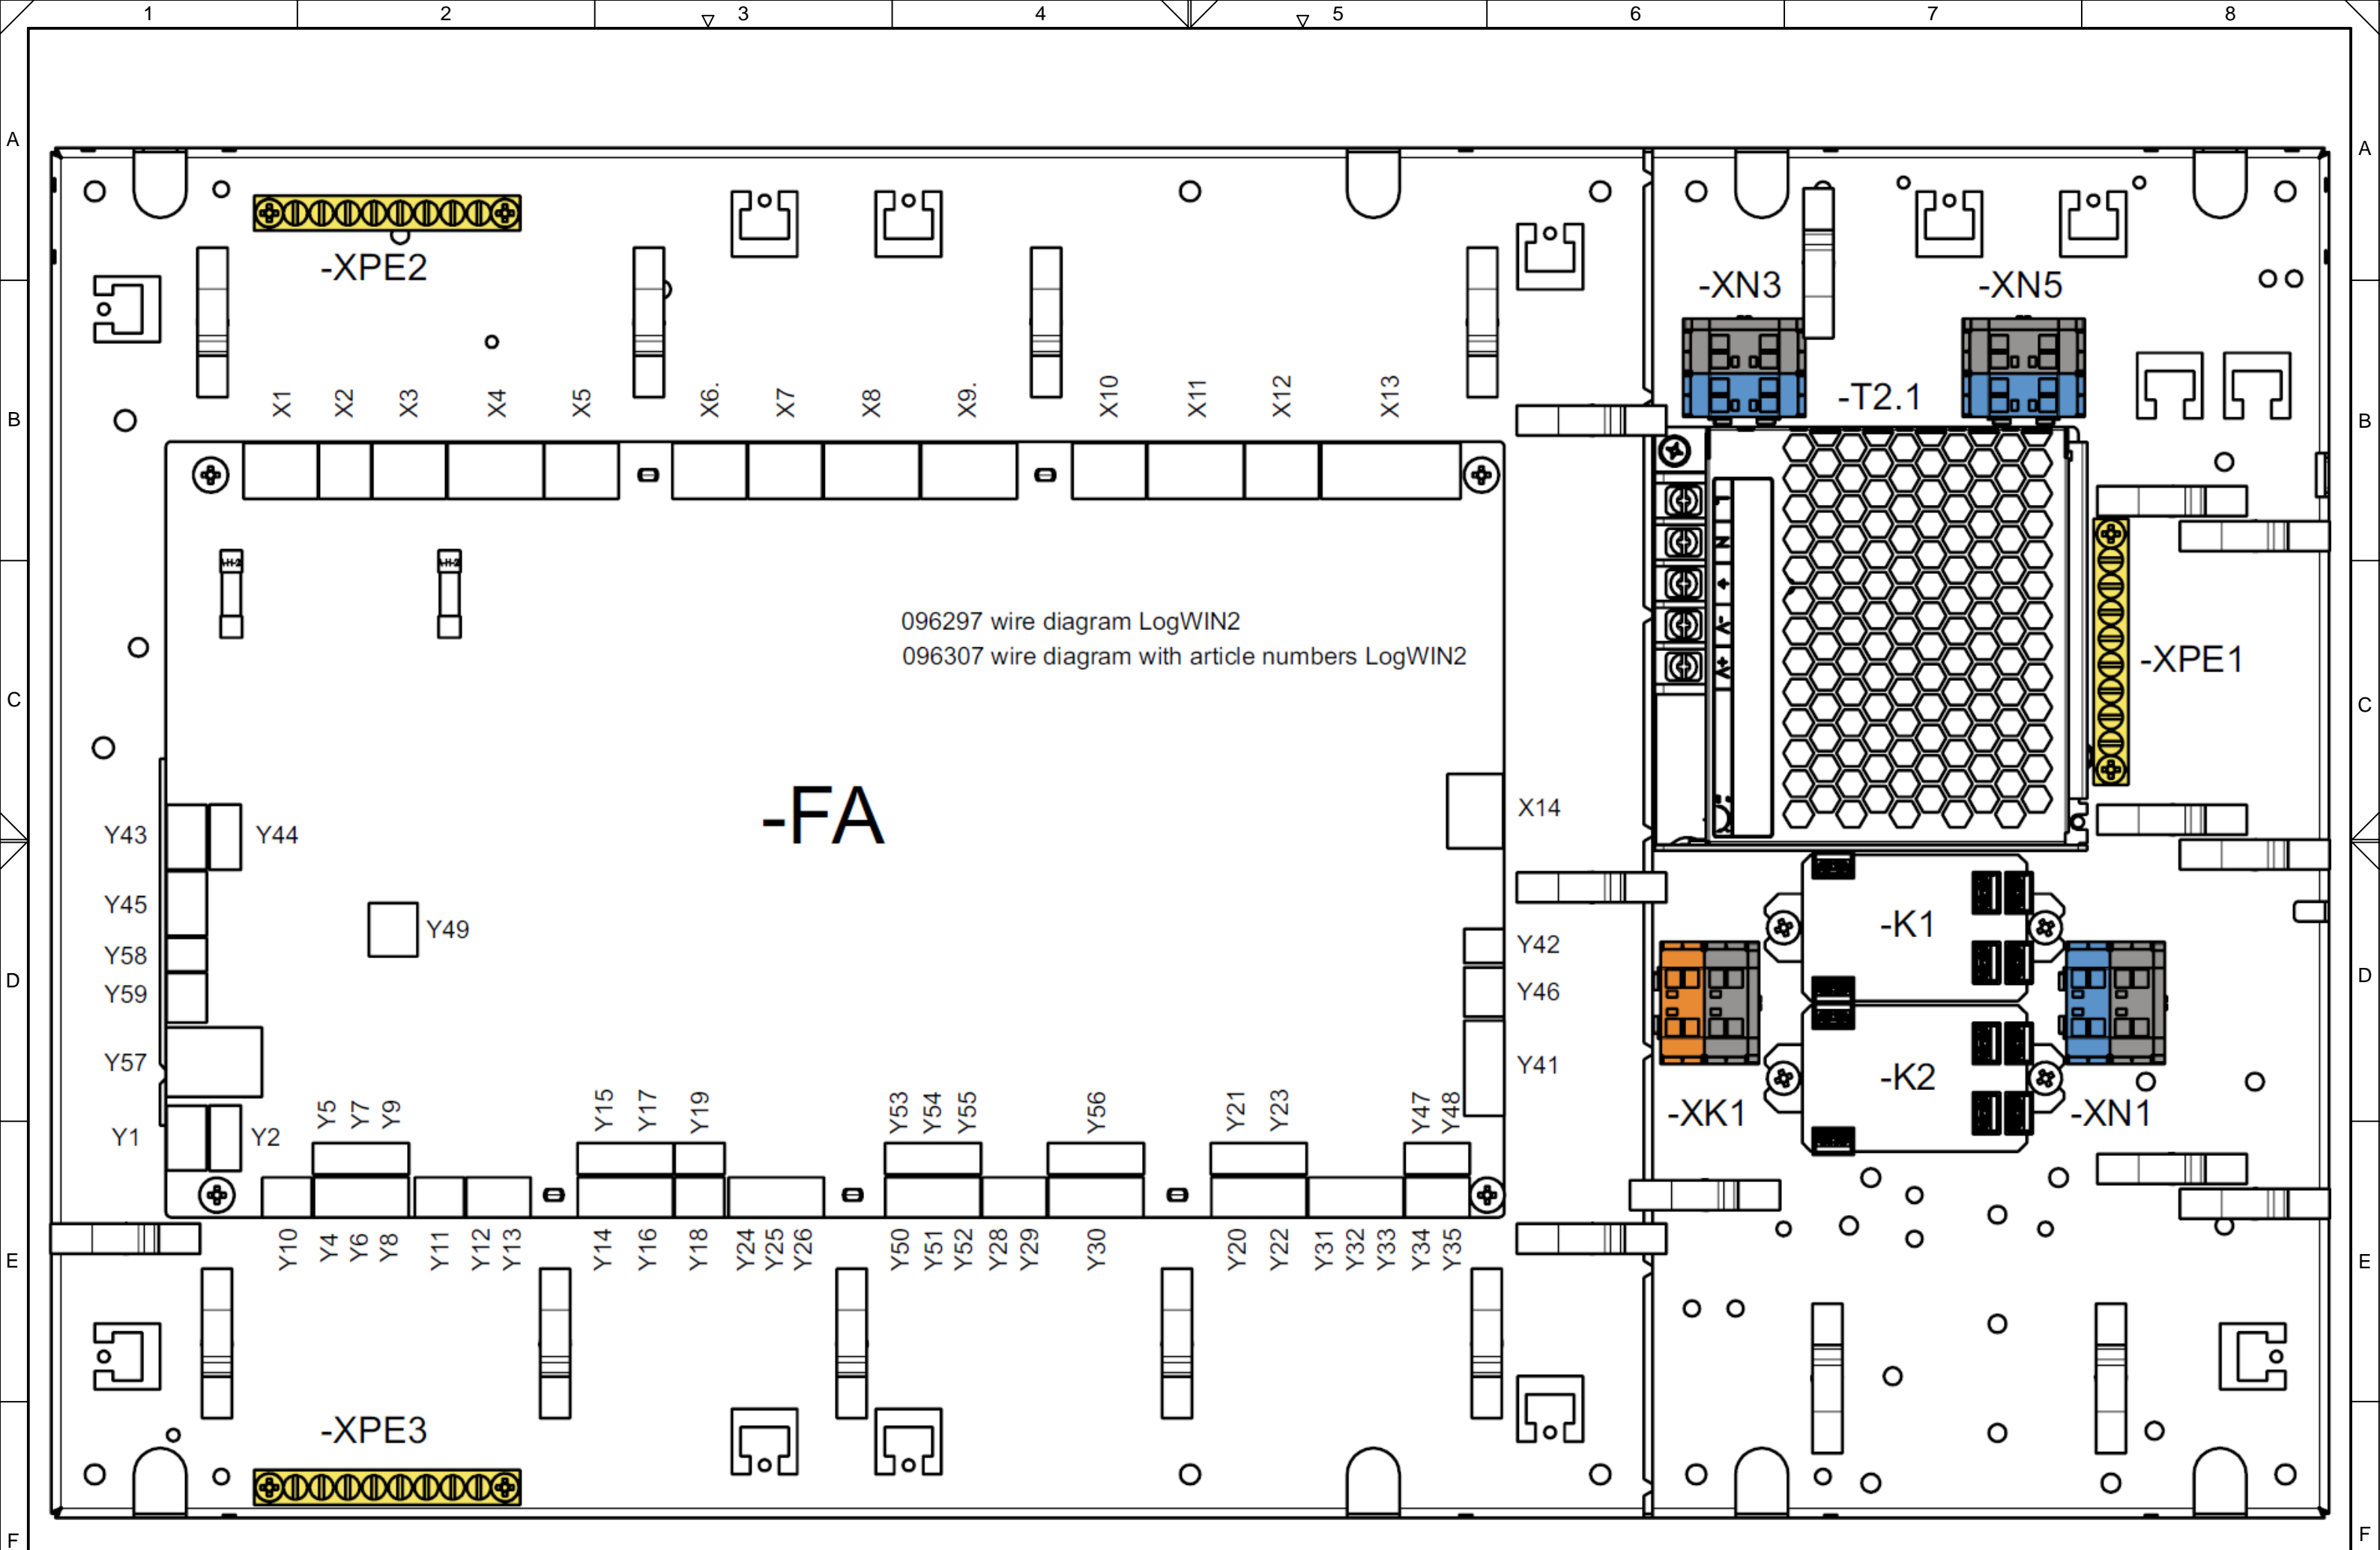 1 2 3 4 5 6 7 8
A A
-XPE2
-XN3 -XN5
X1 X2 X3 X4 X5 X6. X7 X8 X9. X10 X11 X12 X13
-T2.1
B B
L
N
096297 wire diagram LogWIN2
096307 wire diagram with article numbers LogWIN2
V-
V+
-XPE1
C C
-FA
X14
Y43 Y44
Y45
Y49
-K1
Y42
Y58
D D
Y59
Y46
Y57
Y41
-K2
Y5 Y7 Y9 Y15 Y17 Y19 Y53 Y54 Y55 Y56 Y21 Y23 Y47 Y48
-XK1 -XN1
Y1 Y2
Y10 Y4 Y6 Y8 Y11 Y12 Y13 Y14 Y16 Y18 Y24 Y25 Y26 Y50 Y51 Y52 Y28 Y29 Y30 Y20 Y22 Y31 Y32 Y33 Y34 Y35
E E
-XPE3
F F